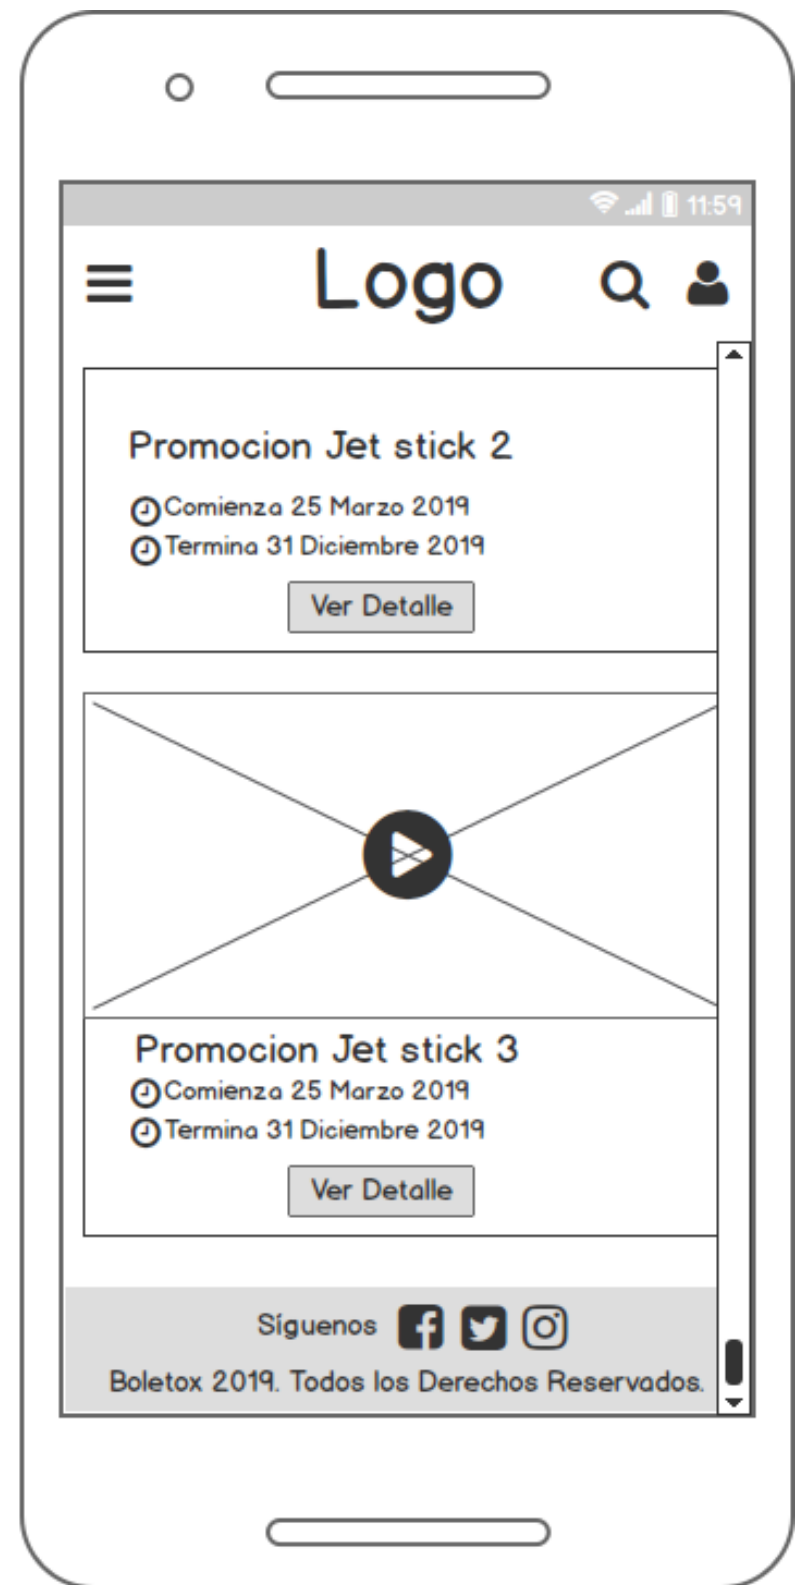 11:59
Logo
Promocion Jet stick 2
Comienza 25 Marzo 2019
Termina 31 Diciembre 2019
Ver Detalle
Promocion Jet stick 3
Comienza 25 Marzo 2019
Termina 31 Diciembre 2019
Ver Detalle
Síguenos
Boletox 2019. Todos los Derechos Reservados.